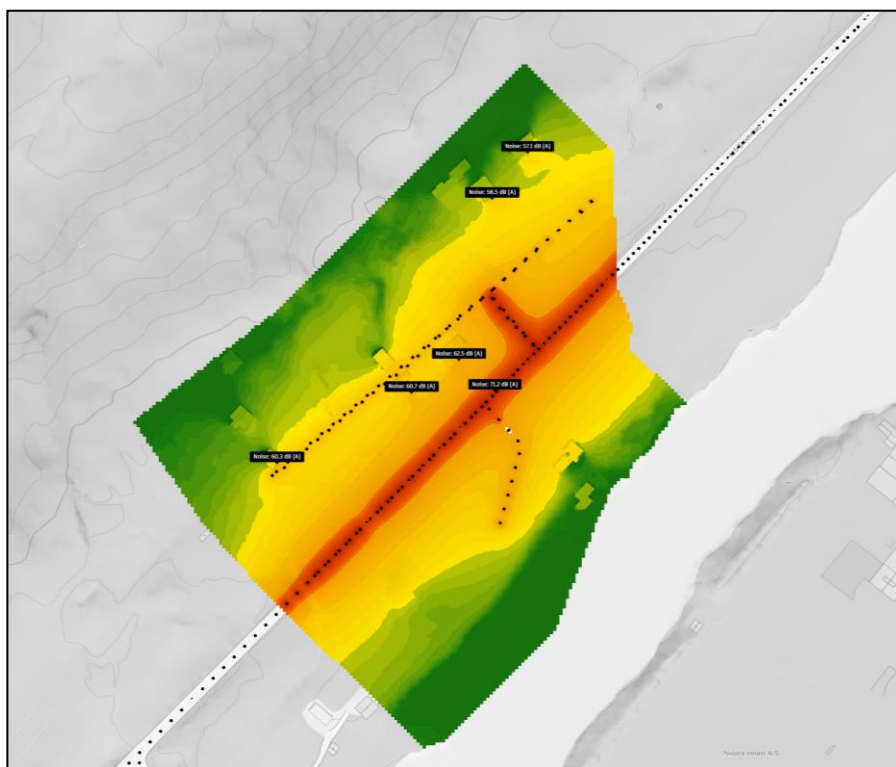 Noise: 57.1 dB (A)
Noise: 58.5 dB (A)
Noise: 62.5 dB (A)
Noise: 60.7 dB (A)
Noise: 71.2 dB (A)
Noise: 60.3 dB (A)